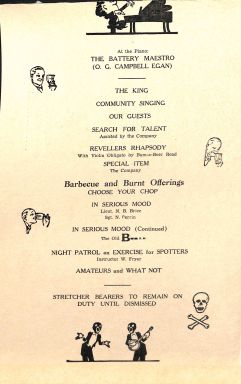 At the Piano:
THE BATTERY MAESTRO
(O. G. CAMPBELL EGAN)
THE KING
COMMUNITY SINGING
OUR GUESTS
SEARCH FOR TALENT
Assisted by the Company
REVELLERS RHAPSODY
With Violin Obligato by Read
SPECIAL ITEM
The Company
Barbecue and Burnt Offerings
CHOOSE YOUR CHOP
IN SERIOUS MOOD
Lieut. N. B.
Sgt. N. Perrin
IN SERIOUS MOOD (Continued)
The Old
NIGHT PATROL an EXERCISE for SPOTTERS
Instructor W. Fryer
AMATEURS and WHAT NOT
STRETCHER BEARERS TO REMAIN ON
DUTY UNTIL DISMISSED